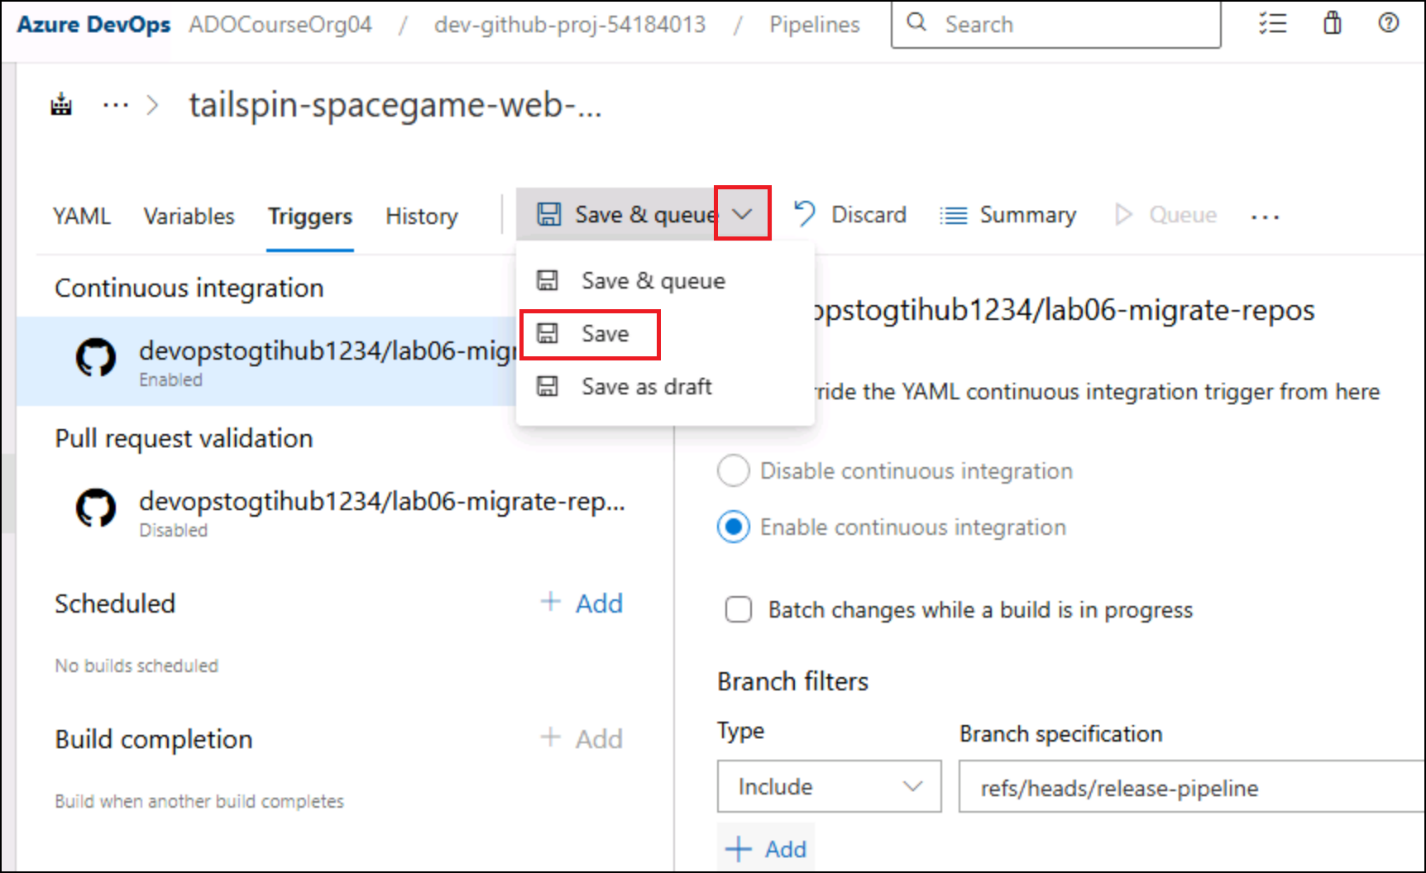 Azure DevOps ADOCourseOrg04 / dev-github-proj-54184013 / Pipelines Search
··· > tailspin-spacegame-web-...
YAML Variables Triggers History Save & queue Discard Summary Queue ...
Save & queue
Save
Save as draft
Continuous integration
devopstogtihub1234/lab06-migr
Enabled
Pull request validation
devopstogtihub1234/lab06-migrate-rep...
Disabled
Scheduled + Add
No builds scheduled
Build completion + Add
Build when another build completes
opstogtihub1234/lab06-migrate-repos
ride the YAML continuous integration trigger from here
Disable continuous integration
Enable continuous integration
Batch changes while a build is in progress
Branch filters
Type Branch specification
Include refs/heads/release-pipeline
+ Add